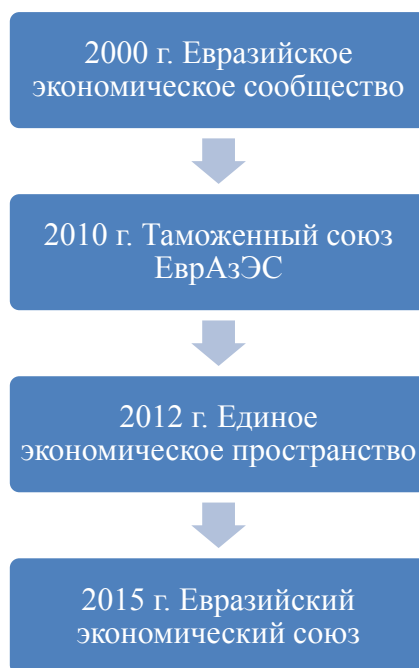 2000 г. Евразийское
экономическое сообщество
2010 г. Таможенный союз
ЕврАзЭС
2012 г. Единое
экономическое пространство
2015 г. Евразийский
экономический союз